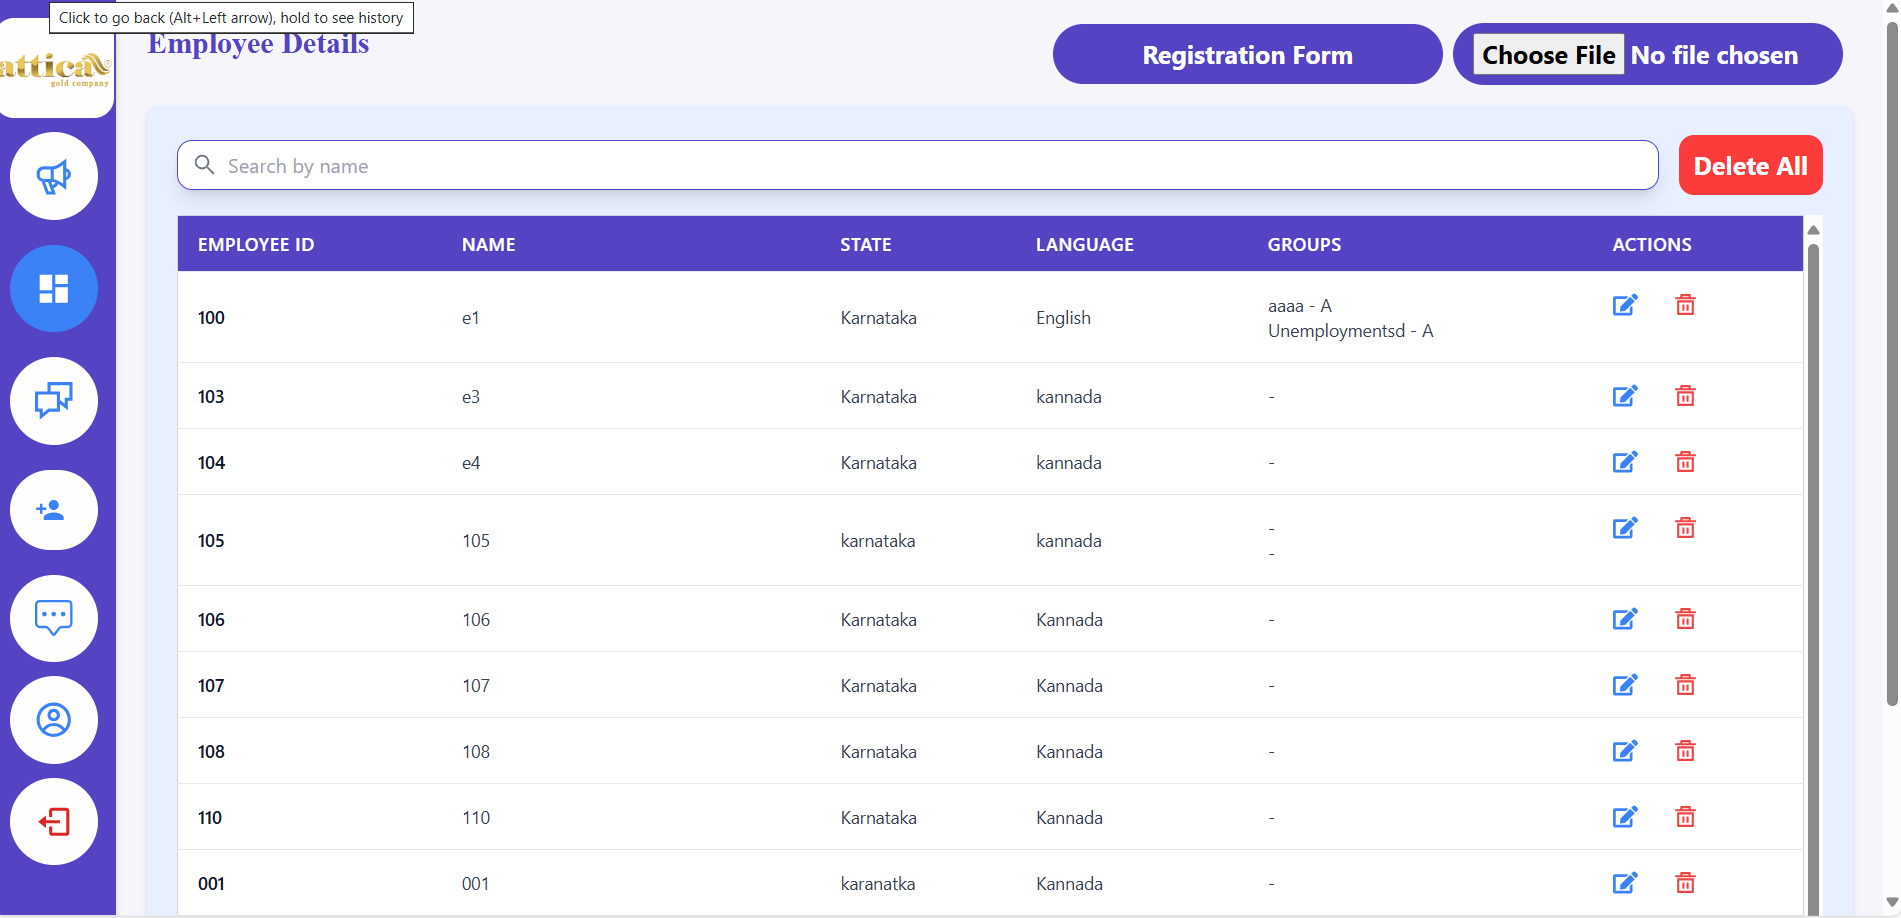 Click to go back (Alt+Left arrow), hold to see history
Employee Details
attica
gold company
Registration Form
Choose File No file chosen
Search by name
Delete All
EMPLOYEE ID NAME STATE LANGUAGE GROUPS ACTIONS
100 e1 Karnataka English aaaa - A
Unemploymentsd - A
103 e3 Karnataka kannada -
104 e4 Karnataka kannada -
105 105 karnataka kannada -
-
106 106 Karnataka Kannada -
107 107 Karnataka Kannada -
108 108 Karnataka Kannada -
110 110 Karnataka Kannada -
001 001 karanatka Kannada -